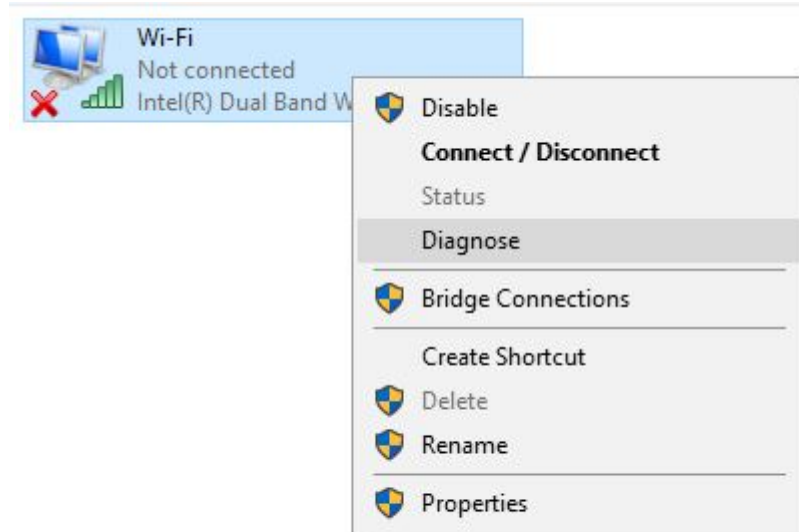 Wi-Fi
Not connected
Intel(R) Dual Band
Disable
Connect / Disconnect
Status
Diagnose
Bridge Connections
Create Shortcut
Delete
Rename
Properties